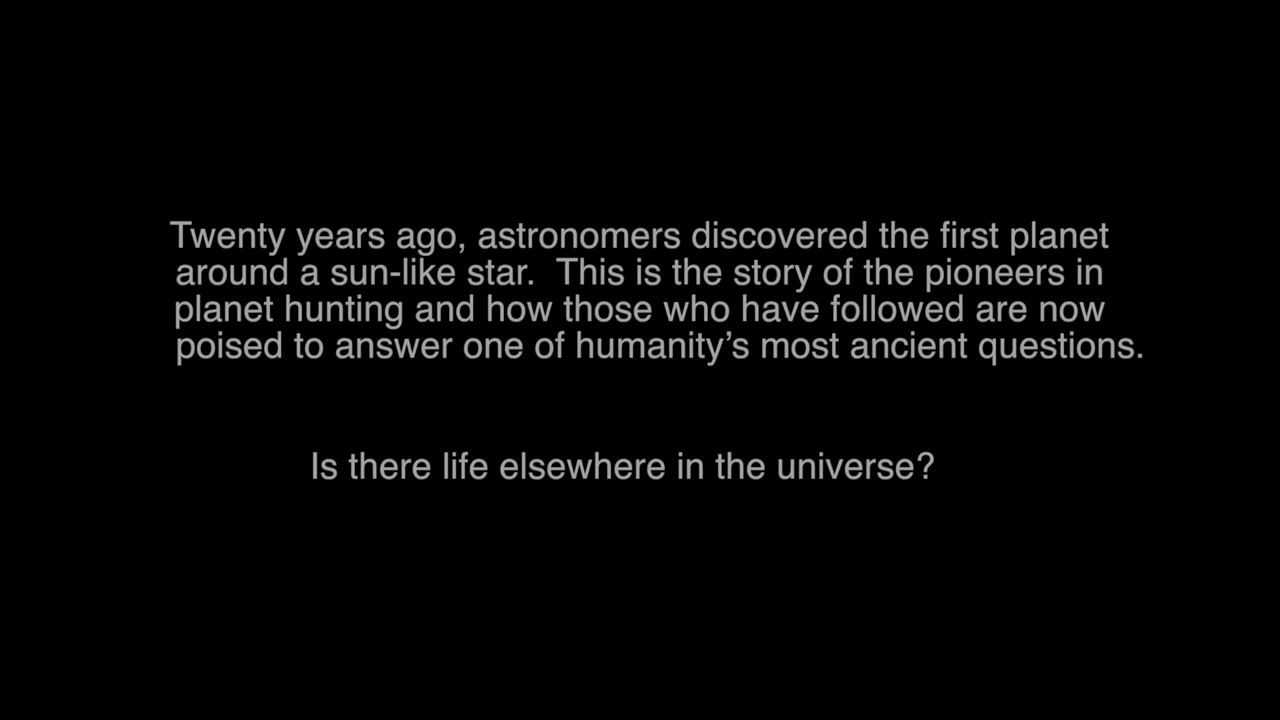 Twenty years ago, astronomers discovered the first planet
around a sun-like star.  This is the story of the pioneers in
planet hunting and how those who have followed are now
poised to answer one of humanity’s most ancient questions.
Is there life elsewhere in the universe?